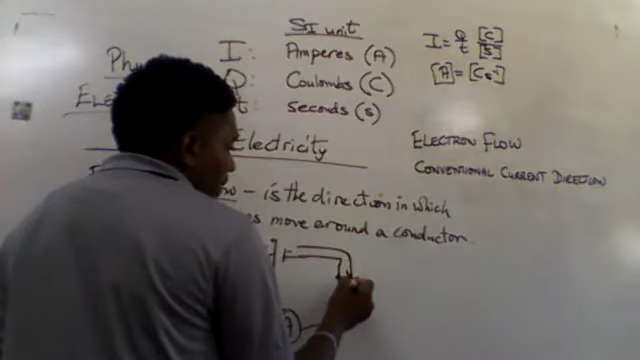 SI unit
I : Amperes (A)
Q : Coulombs (C)
t : seconds (s)
I = Q/t [C]/[s]
[A] = [Cs⁻¹]
Electricity
ELECTRON FLOW
CONVENTIONAL CURRENT DIRECTION
– is the direction in which
move around a conductor.